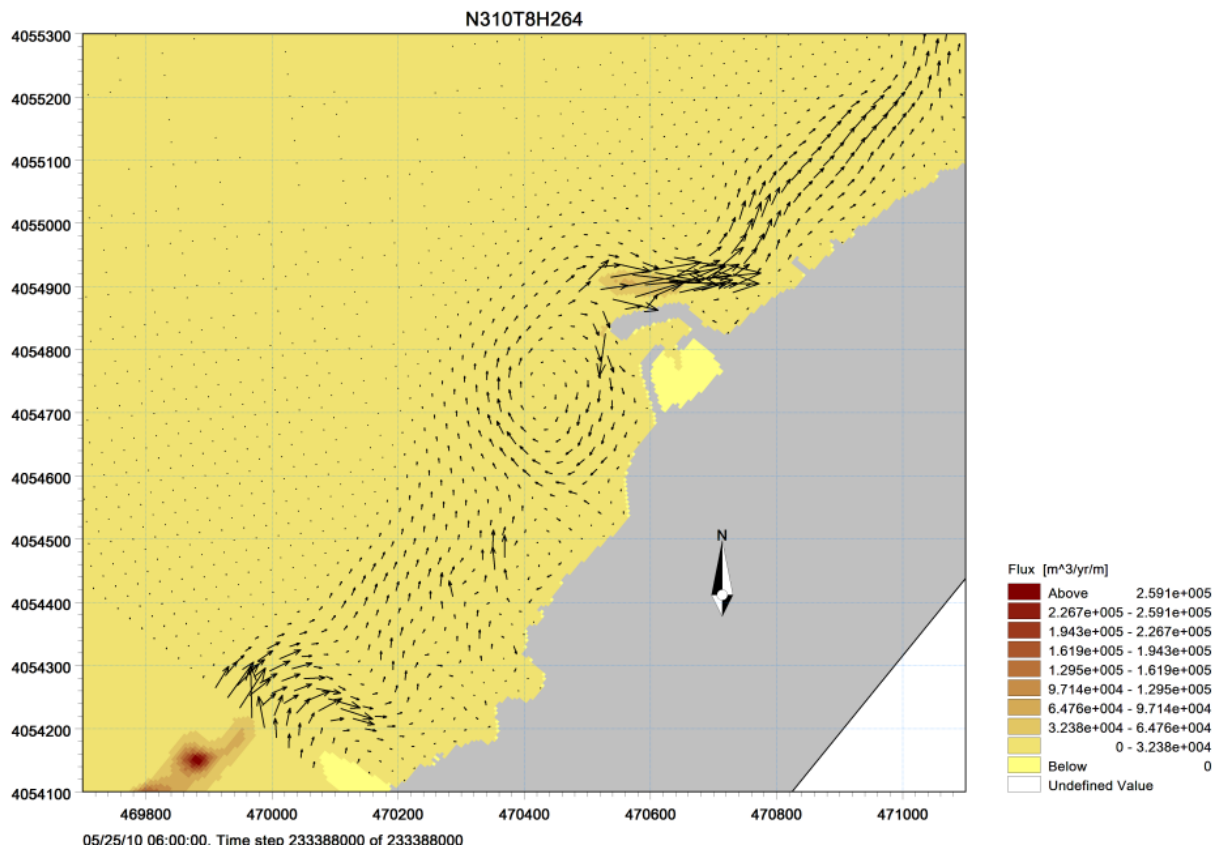 N310T8H264
4055300
4055200
4055100
4055000
4054900
4054800
4054700
4054600
4054500
4054400
4054300
4054200
4054100
N
469800 470000 470200 470400 470600 470800 471000
05/25/10 06:00:00, Time step 233388000 of 233388000
Flux [m^3/yr/m]
Above 2.591e+005
2.267e+005 - 2.591e+005
1.943e+005 - 2.267e+005
1.619e+005 - 1.943e+005
1.295e+005 - 1.619e+005
9.714e+004 - 1.295e+005
6.476e+004 - 9.714e+004
3.238e+004 - 6.476e+004
0 - 3.238e+004
Below 0
Undefined Value